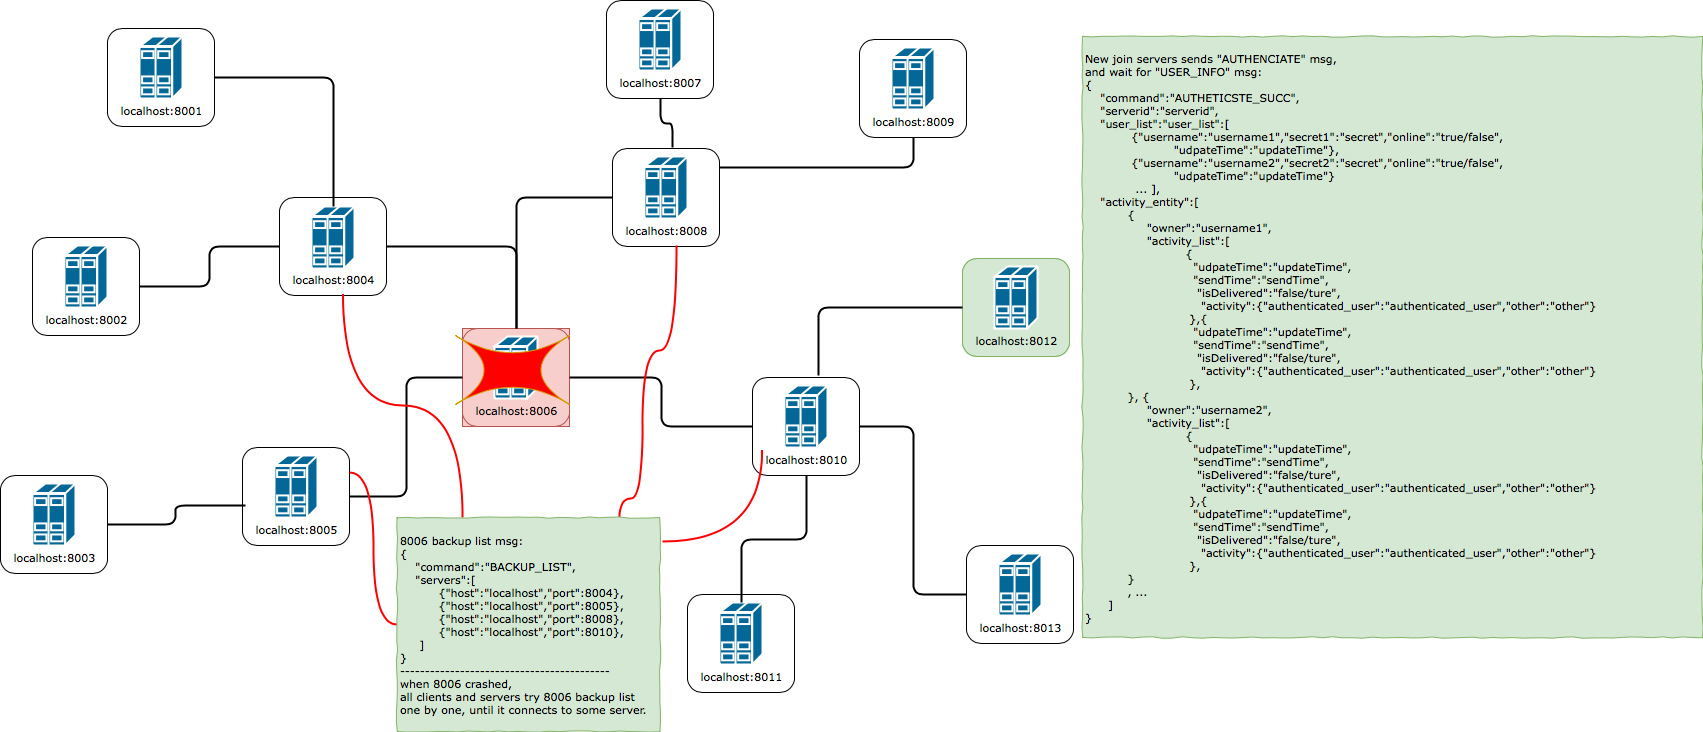 localhost:8001
localhost:8007
localhost:8009
localhost:8008
localhost:8004
localhost:8002
localhost:8012
localhost:8006
localhost:8010
localhost:8005
localhost:8003
localhost:8011
localhost:8013
8006 backup list msg:
{
"command":"BACKUP_LIST",
"servers":[
{"host":"localhost","port":8004},
{"host":"localhost","port":8005},
{"host":"localhost","port":8008},
{"host":"localhost","port":8010},
]
}
----------------------------------------
when 8006 crashed,
all clients and servers try 8006 backup list
one by one, until it connects to some server.
New join servers sends "AUTHENCIATE" msg,
and wait for "USER_INFO" msg:
{
"command":"AUTHETICSTE_SUCC",
"serverid":"serverid",
"user_list":"user_list":[
{"username":"username1","secret1":"secret","online":"true/false",
"udpateTime":"updateTime"},
{"username":"username2","secret2":"secret","online":"true/false",
"udpateTime":"updateTime"}
... ],
"activity_entity":[
{
"owner":"username1",
"activity_list":[
{
"udpateTime":"updateTime",
"sendTime":"sendTime",
"isDelivered":"false/ture",
"activity":{"authenticated_user":"authenticated_user","other":"other"}
},{
"udpateTime":"updateTime",
"sendTime":"sendTime",
"isDelivered":"false/ture",
"activity":{"authenticated_user":"authenticated_user","other":"other"}
},
}, {
"owner":"username2",
"activity_list":[
{
"udpateTime":"updateTime",
"sendTime":"sendTime",
"isDelivered":"false/ture",
"activity":{"authenticated_user":"authenticated_user","other":"other"}
},{
"udpateTime":"updateTime",
"sendTime":"sendTime",
"isDelivered":"false/ture",
"activity":{"authenticated_user":"authenticated_user","other":"other"}
},
}
, ...
]
}